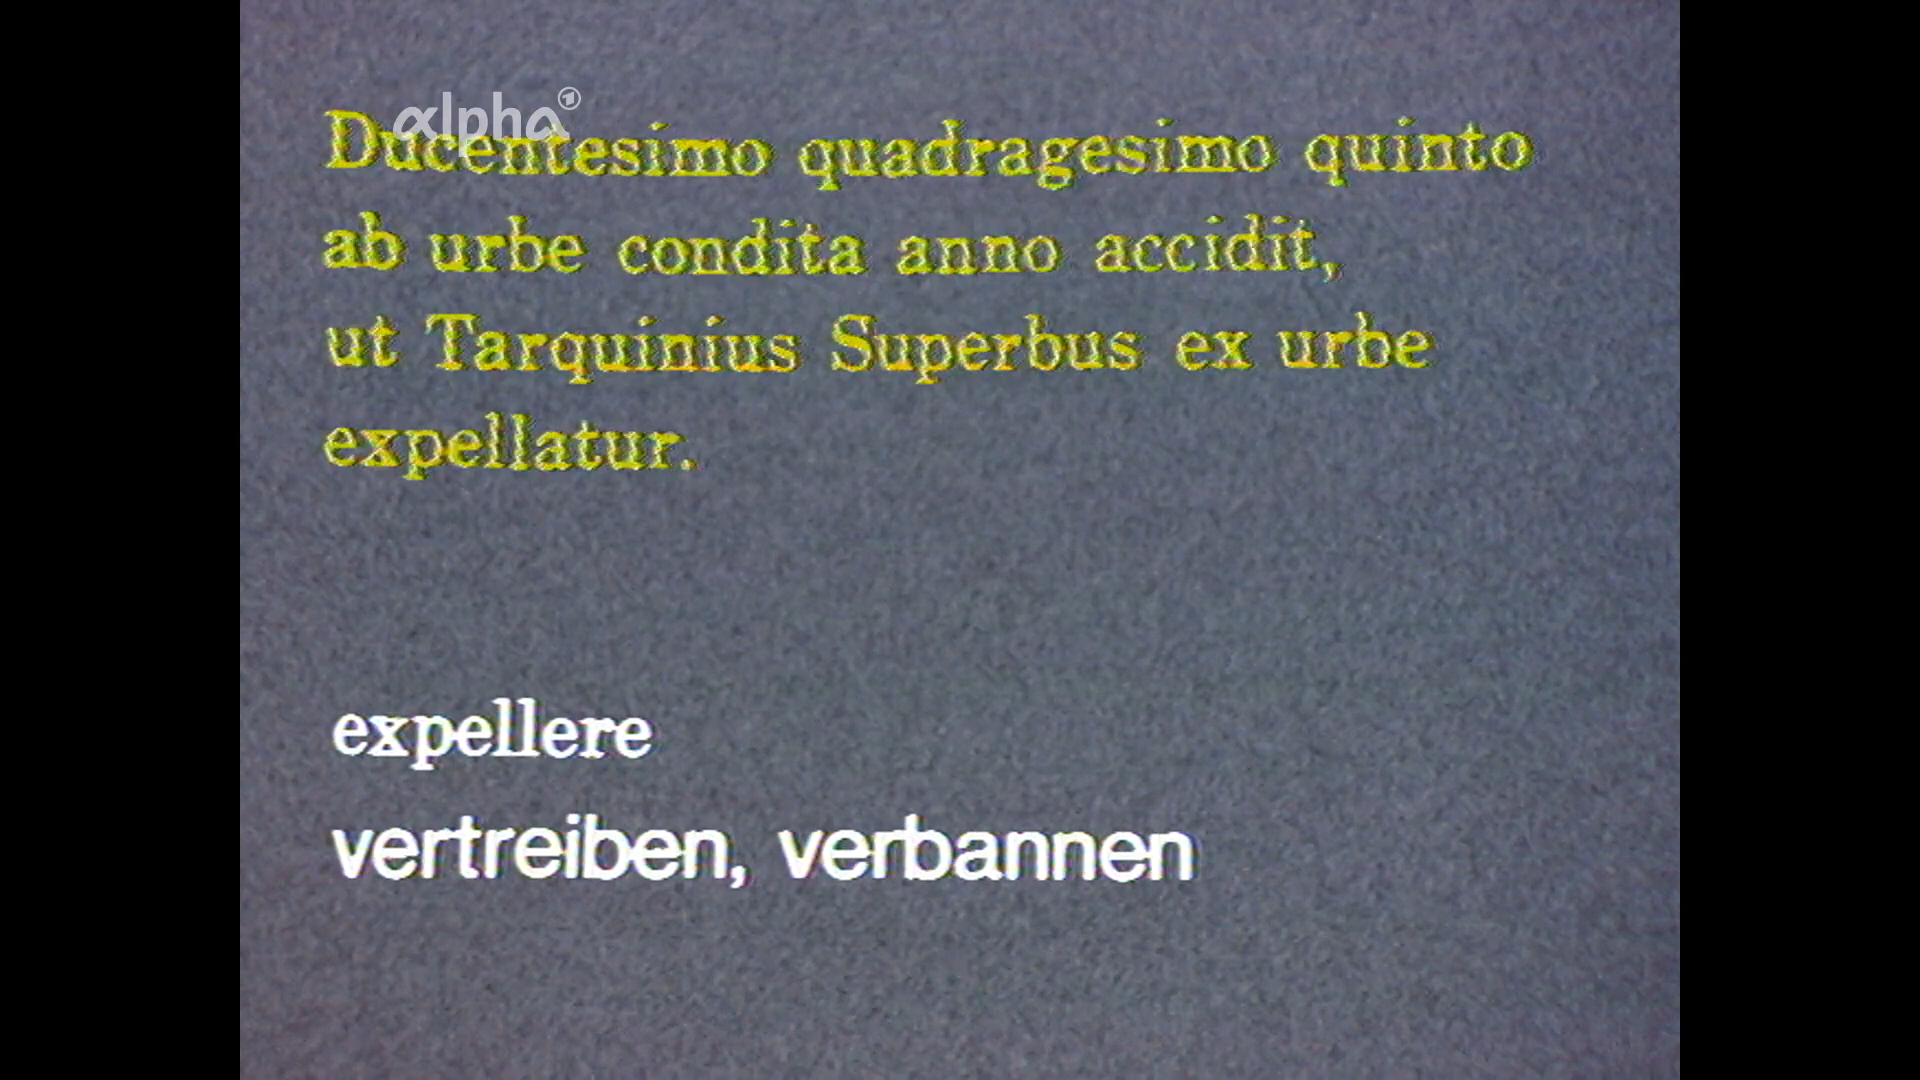 alpha
Ducentesimo quadragesimo quinto
ab urbe condita anno accidit,
ut Tarquinius Superbus ex urbe
expellatur.
expellere
vertreiben, verbannen